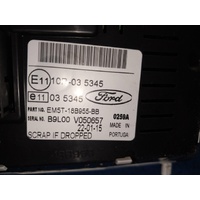 E11 10R-03 5345
e11 03 5345
Ford
PART NO. EM5T-18B955-BB
0259A
SERIAL NO. B9L00 V050657
22-01-15
MADE IN
PORTUGAL
SCRAP IF DROPPED